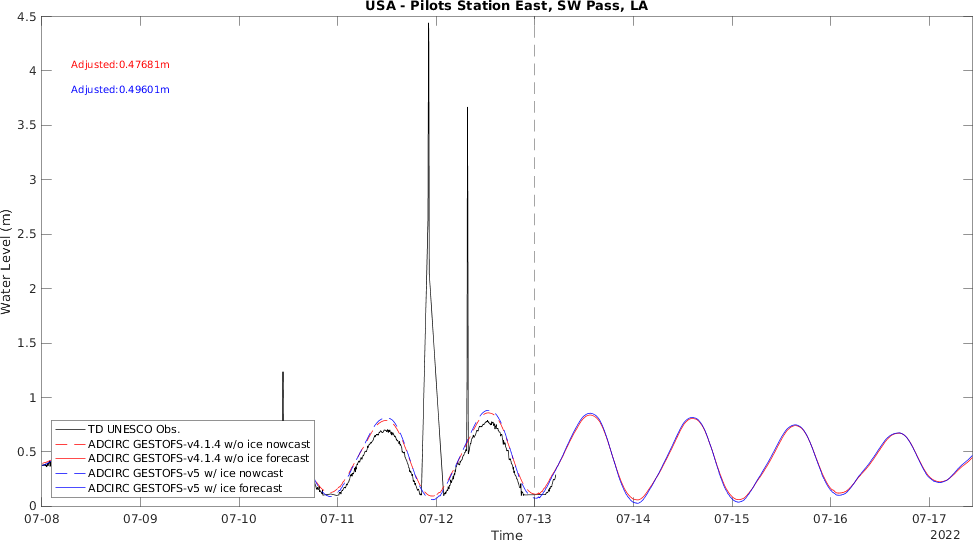 USA - Pilots Station East, SW Pass, LA
4.5
4
3.5
3
2.5
2
1.5
1
0.5
0
Water Level (m)
Adjusted:0.47681m
Adjusted:0.49601m
TD UNESCO Obs.
ADCIRC GESTOFS-v4.1.4 w/o ice nowcast
ADCIRC GESTOFS-v4.1.4 w/o ice forecast
ADCIRC GESTOFS-v5 w/ ice nowcast
ADCIRC GESTOFS-v5 w/ ice forecast
07-08 07-09 07-10 07-11 07-12 07-13 07-14 07-15 07-16 07-17
Time
2022